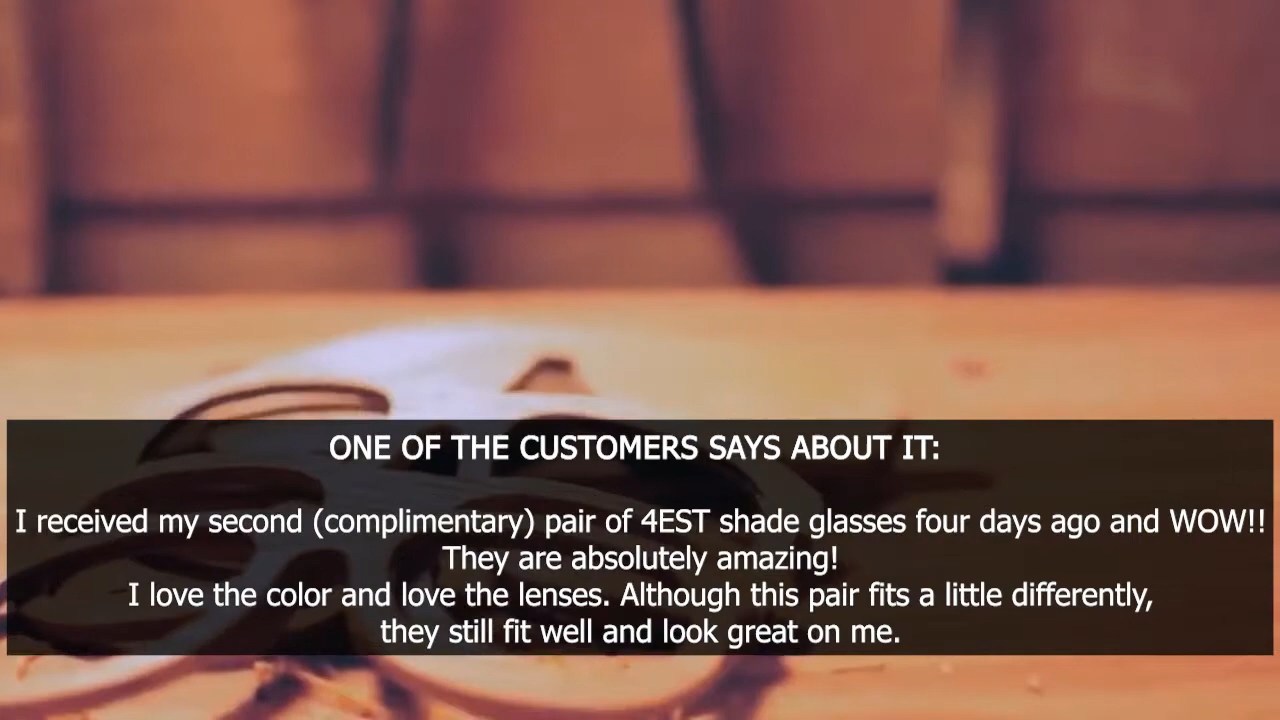 ONE OF THE CUSTOMERS SAYS ABOUT IT:
I received my second (complimentary) pair of 4EST shade glasses four days ago and WOW!!
They are absolutely amazing!
I love the color and love the lenses. Although this pair fits a little differently,
they still fit well and look great on me.